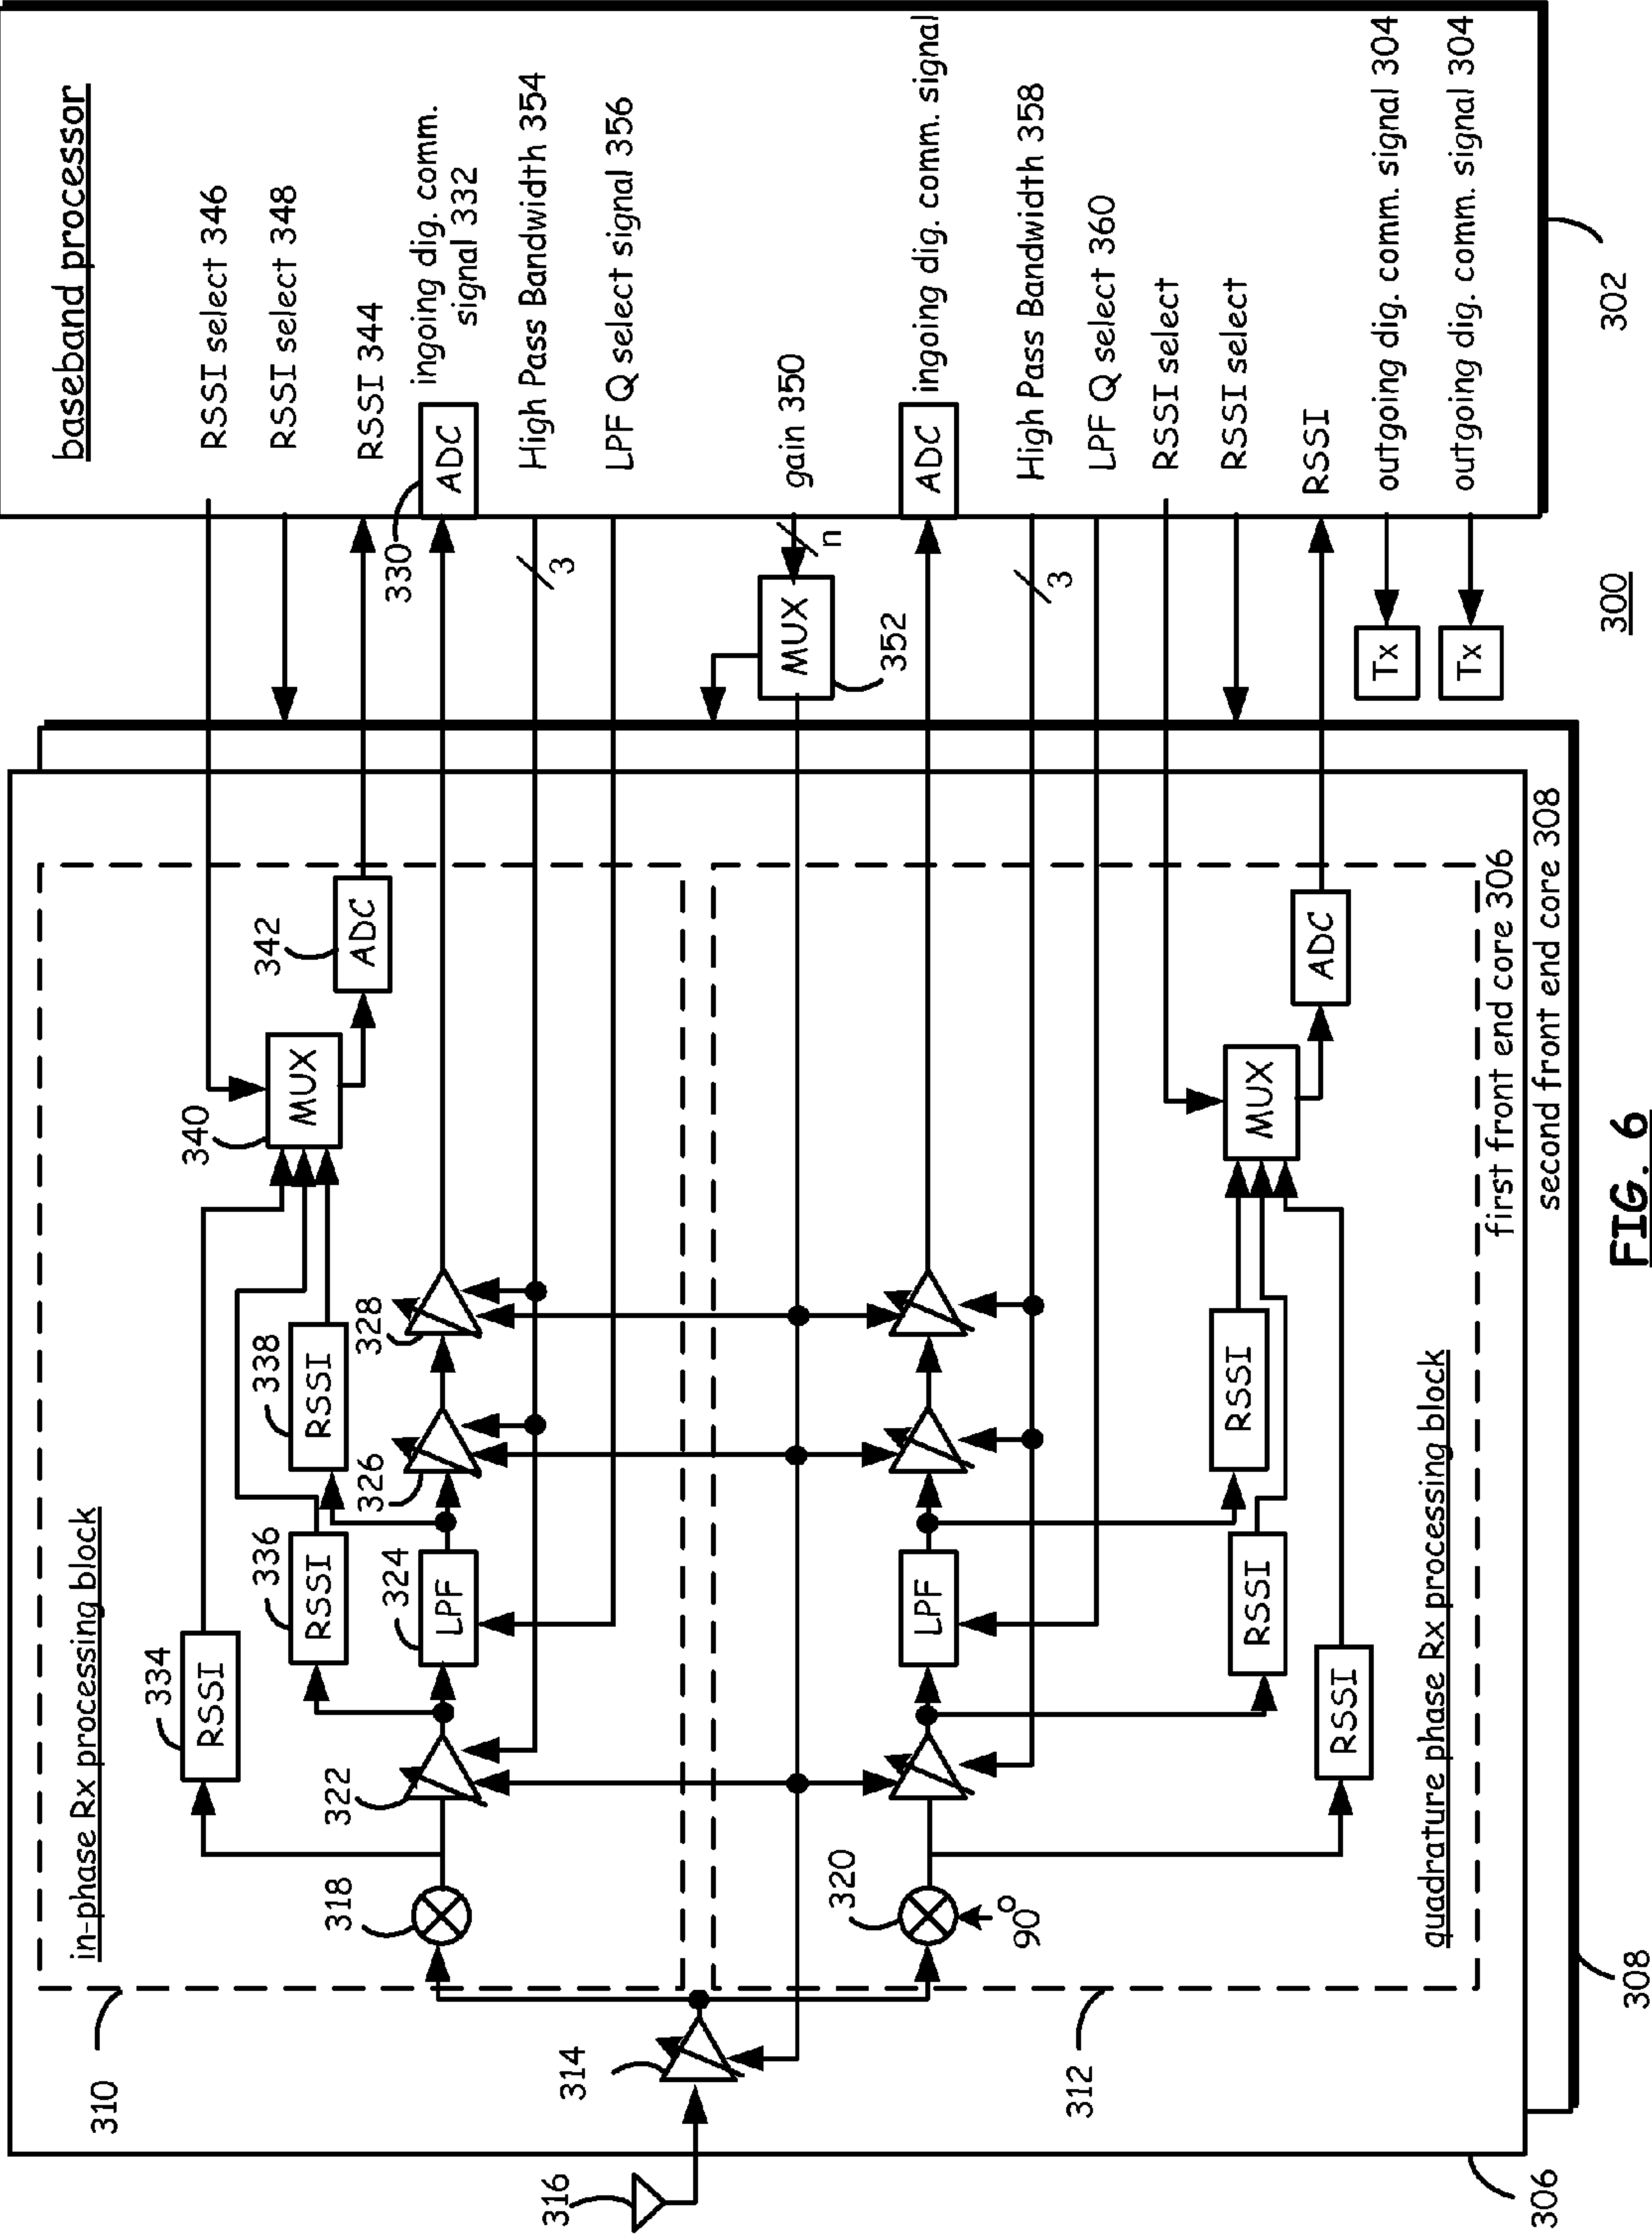 baseband processor
RSSI select 346
RSSI select 348
RSSI 344
ingoing dig. comm.
signal 332
ADC
330
High Pass Bandwidth 354
3
LPF Q select signal 356
gain 350
n
MUX
352
ADC
ingoing dig. comm. signal
High Pass Bandwidth 358
3
LPF Q select 360
RSSI select
RSSI select
RSSI
outgoing dig. comm. signal 304
outgoing dig. comm. signal 304
Tx
Tx
302
300
in-phase Rx processing block
310
334
RSSI
336
RSSI
338
RSSI
340
MUX
342
ADC
318
322
324
LPF
326
328
316
314
320
90°
LPF
RSSI
RSSI
RSSI
MUX
ADC
quadrature phase Rx processing block
312
first front end core 306
second front end core 308
306
308
FIG. 6